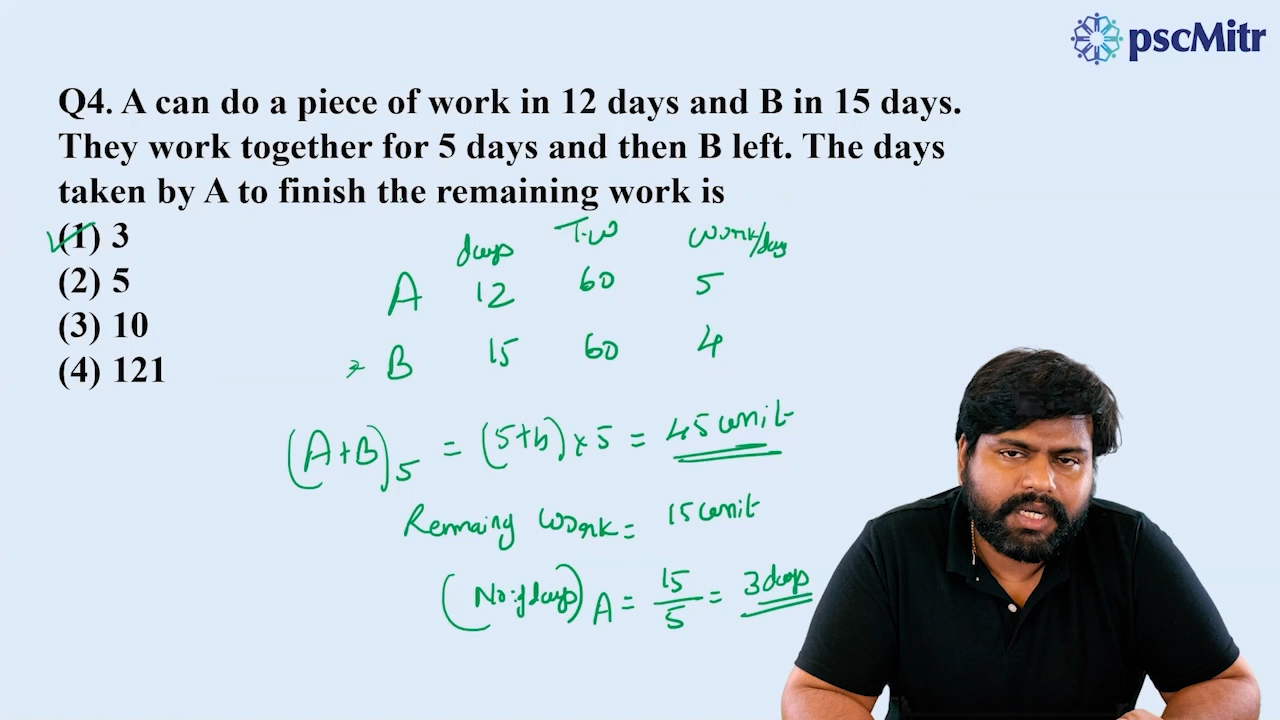 pscMitr
Q4. A can do a piece of work in 12 days and B in 15 days.
They work together for 5 days and then B left. The days
taken by A to finish the remaining work is
(1) 3
(2) 5
(3) 10
(4) 121
days T.W work/day
A 12 60 5
B 15 60 4
(A+B)5 = (5+4)×5 = 45 unit
Remaing work = 15 unit
(No: of days) A = 15/5 = 3 days